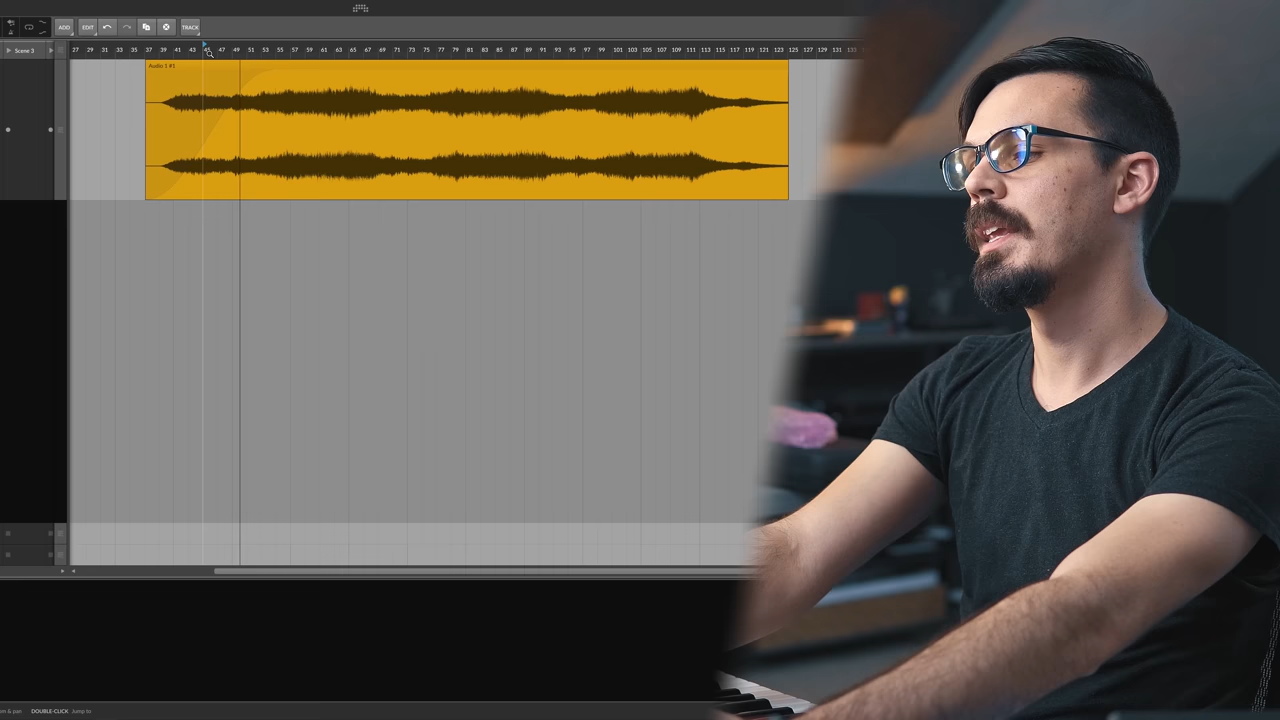 ADD EDIT TRACK
Scene 3
27 29 31 33 35 37 39 41 43 45 47 49 51 53 55 57 59 61 63 65 67 69 71 73 75 77 79 81 83 85 87 89 91 93 95 97 99 101 103 105 107 109 111 113 115 117 119 121 123 125 127 129 131 133
Audio 1 #1
m & pan DOUBLE-CLICK Jump to